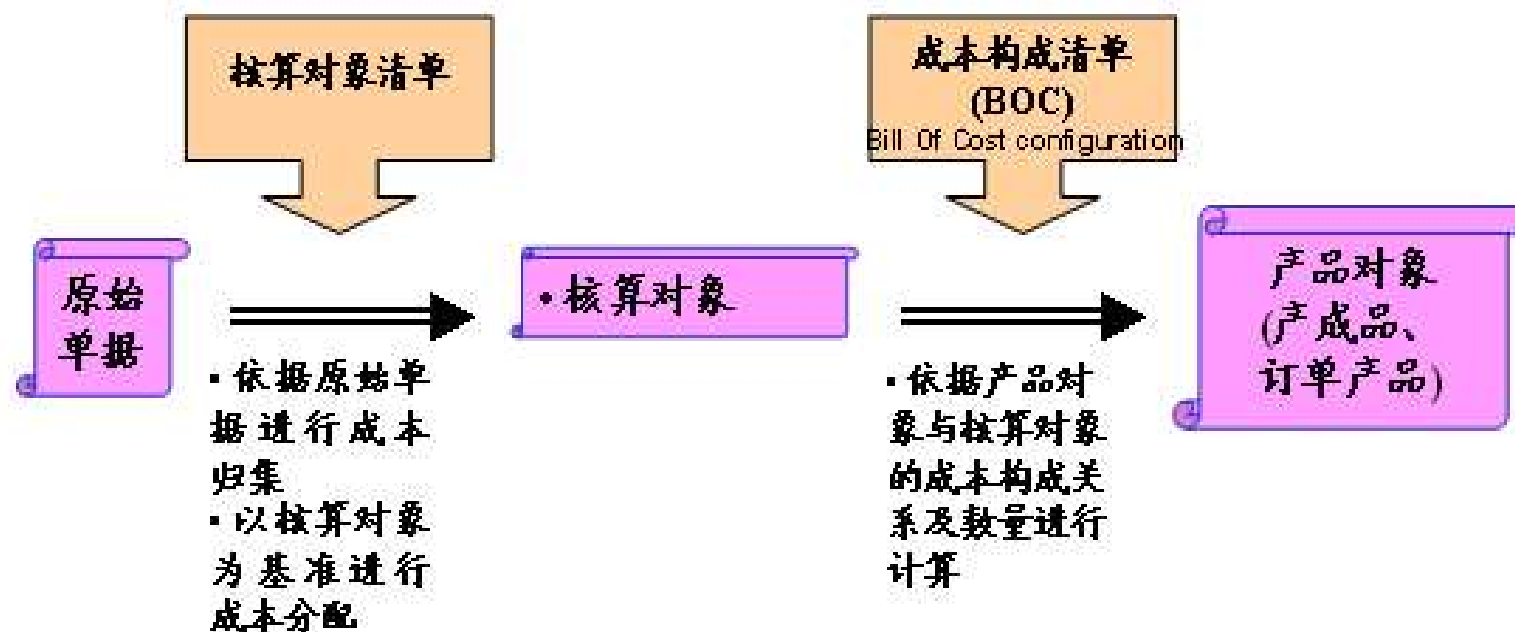 核算对象清单
成本构成清单
(BOC)
Bill Of Cost configuration
原始
单据
• 核算对象
产品对象
(产成品、
订单产品)
• 依据原始单
据进行成本
归集
• 以核算对象
为基准进行
成本分配
• 依据产品对
象与核算对象
的成本构成关
系及数量进行
计算